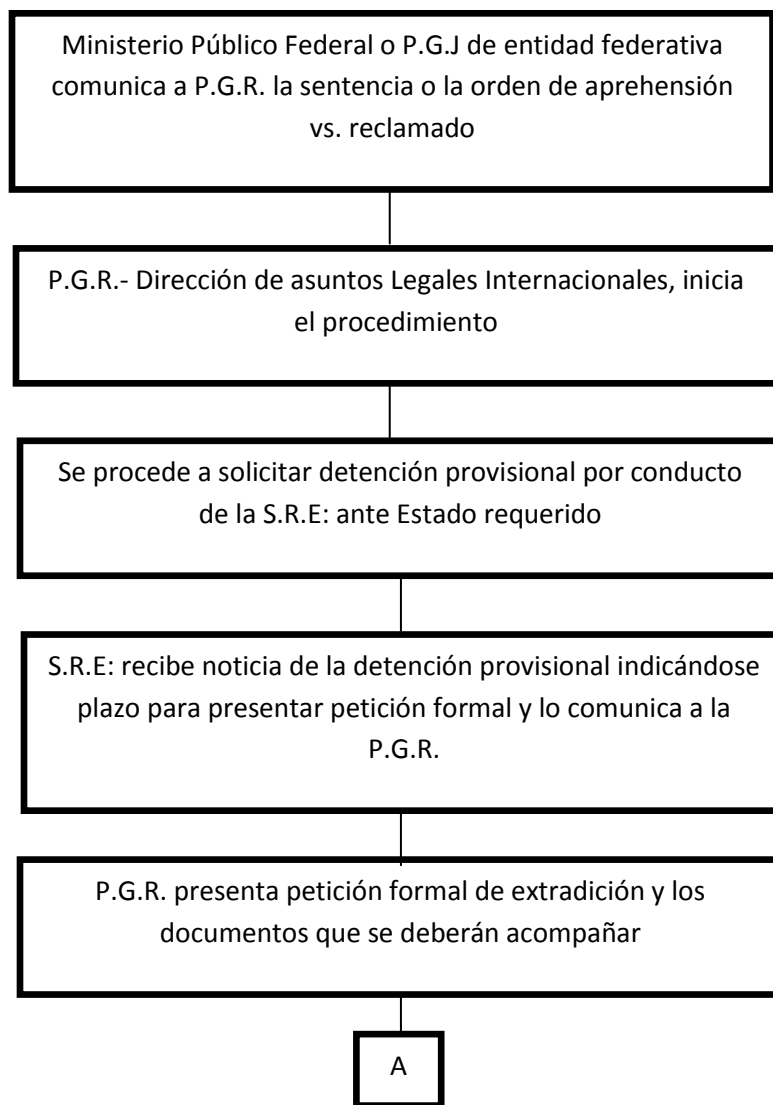 Ministerio Público Federal o P.G.J de entidad federativa
comunica a P.G.R. la sentencia o la orden de aprehensión
vs. reclamado
P.G.R.- Dirección de asuntos Legales Internacionales, inicia
el procedimiento
Se procede a solicitar detención provisional por conducto
de la S.R.E: ante Estado requerido
S.R.E: recibe noticia de la detención provisional indicándose
plazo para presentar petición formal y lo comunica a la
P.G.R.
P.G.R. presenta petición formal de extradición y los
documentos que se deberán acompañar
A